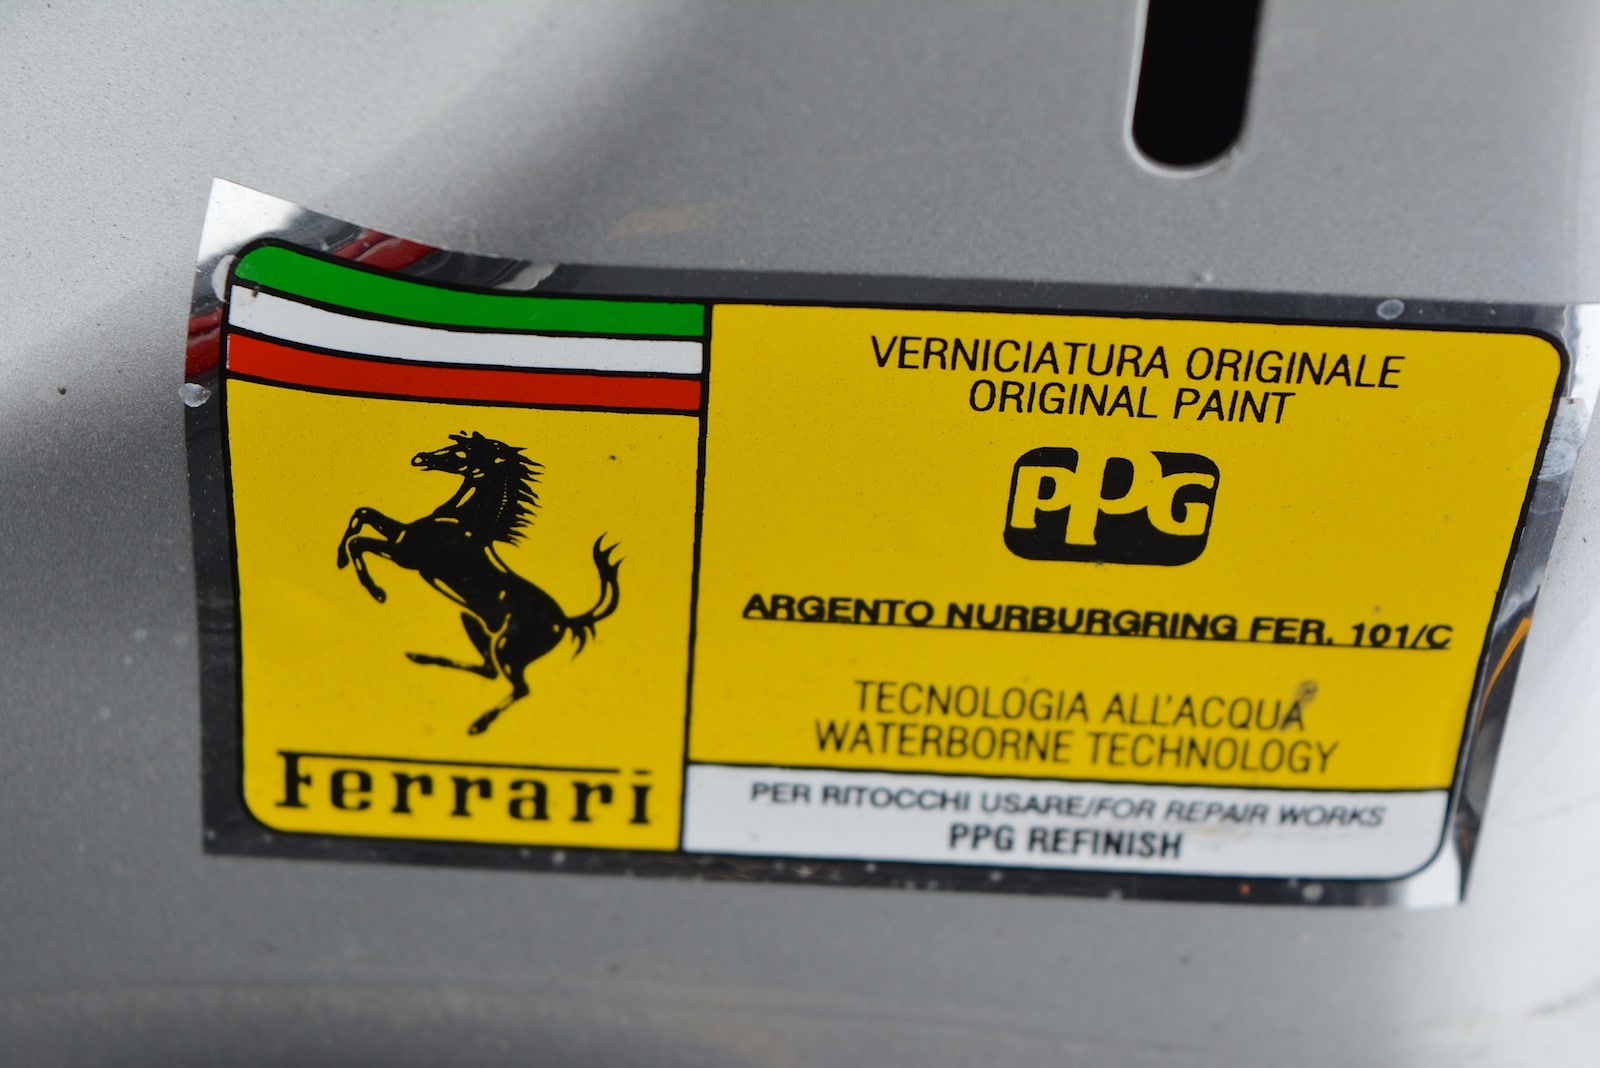 Ferrari
VERNICIATURA ORIGINALE
ORIGINAL PAINT
PPG
ARGENTO NURBURGRING FER. 101/C
TECNOLOGIA ALL'ACQUA
WATERBORNE TECHNOLOGY
PER RITOCCHI USARE/FOR REPAIR WORKS
PPG REFINISH